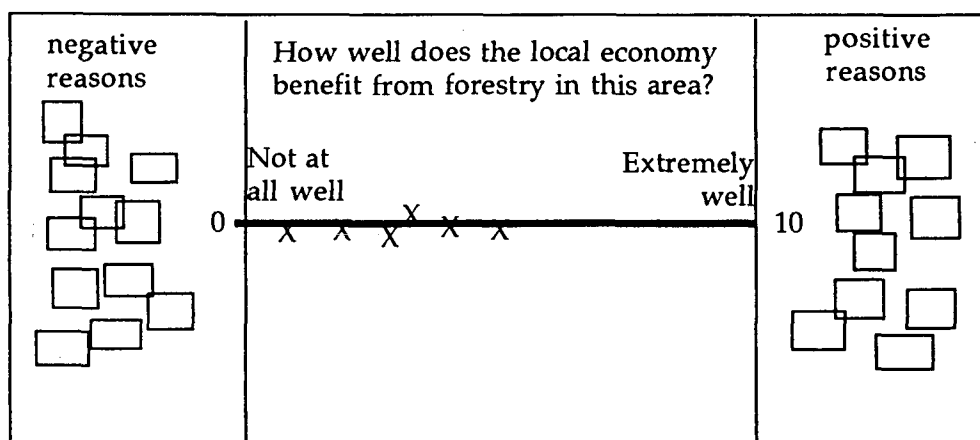 negative
reasons
How well does the local economy
benefit from forestry in this area?
positive
reasons
Not at
all well
Extremely
well
0
10
X X X X X X